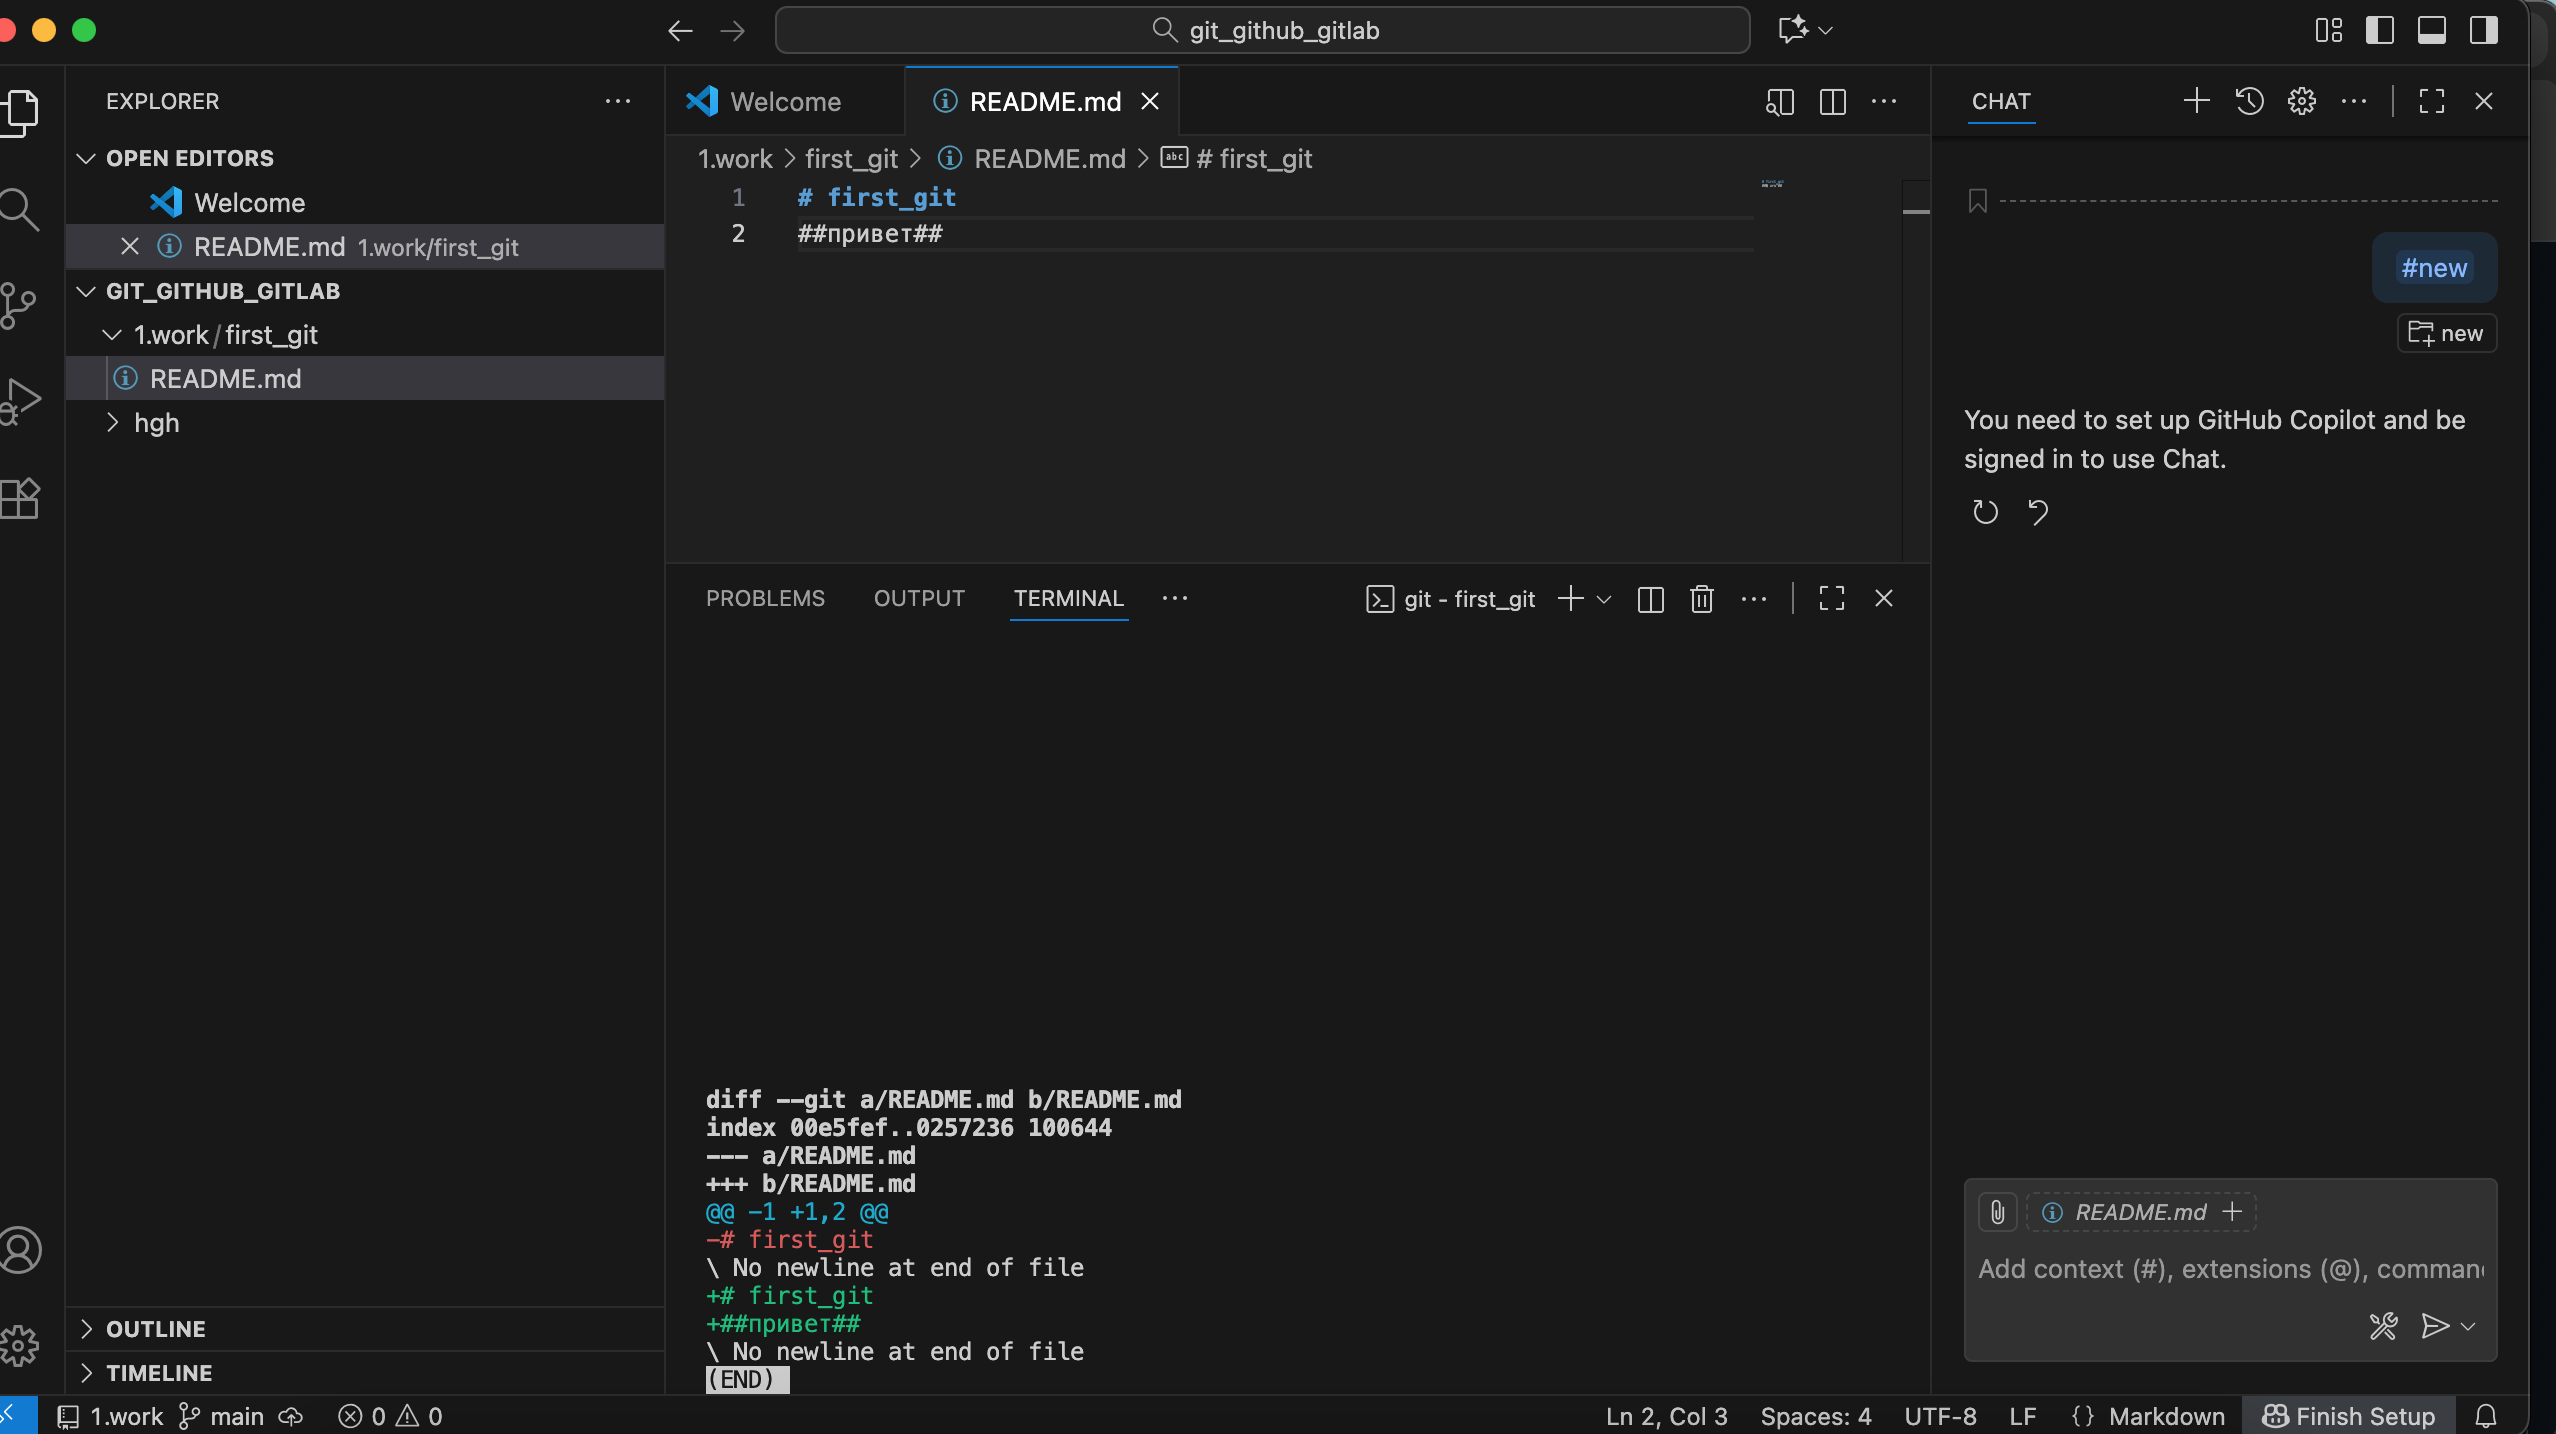 git_github_gitlab
EXPLORER
OPEN EDITORS
Welcome
README.md 1.work/first_git
GIT_GITHUB_GITLAB
1.work / first_git
README.md
hgh
OUTLINE
TIMELINE
Welcome
README.md
1.work > first_git > README.md > # first_git
1 # first_git
2 ##привет##
PROBLEMS OUTPUT TERMINAL
git - first_git
diff --git a/README.md b/README.md
index 00e5fef..0257236 100644
--- a/README.md
+++ b/README.md
@@ -1 +1,2 @@
-# first_git
\ No newline at end of file
+# first_git
+##привет##
\ No newline at end of file
(END)
CHAT
#new
new
You need to set up GitHub Copilot and be
signed in to use Chat.
README.md
Add context (#), extensions (@), comman
1.work main 0 0
Ln 2, Col 3 Spaces: 4 UTF-8 LF {} Markdown Finish Setup